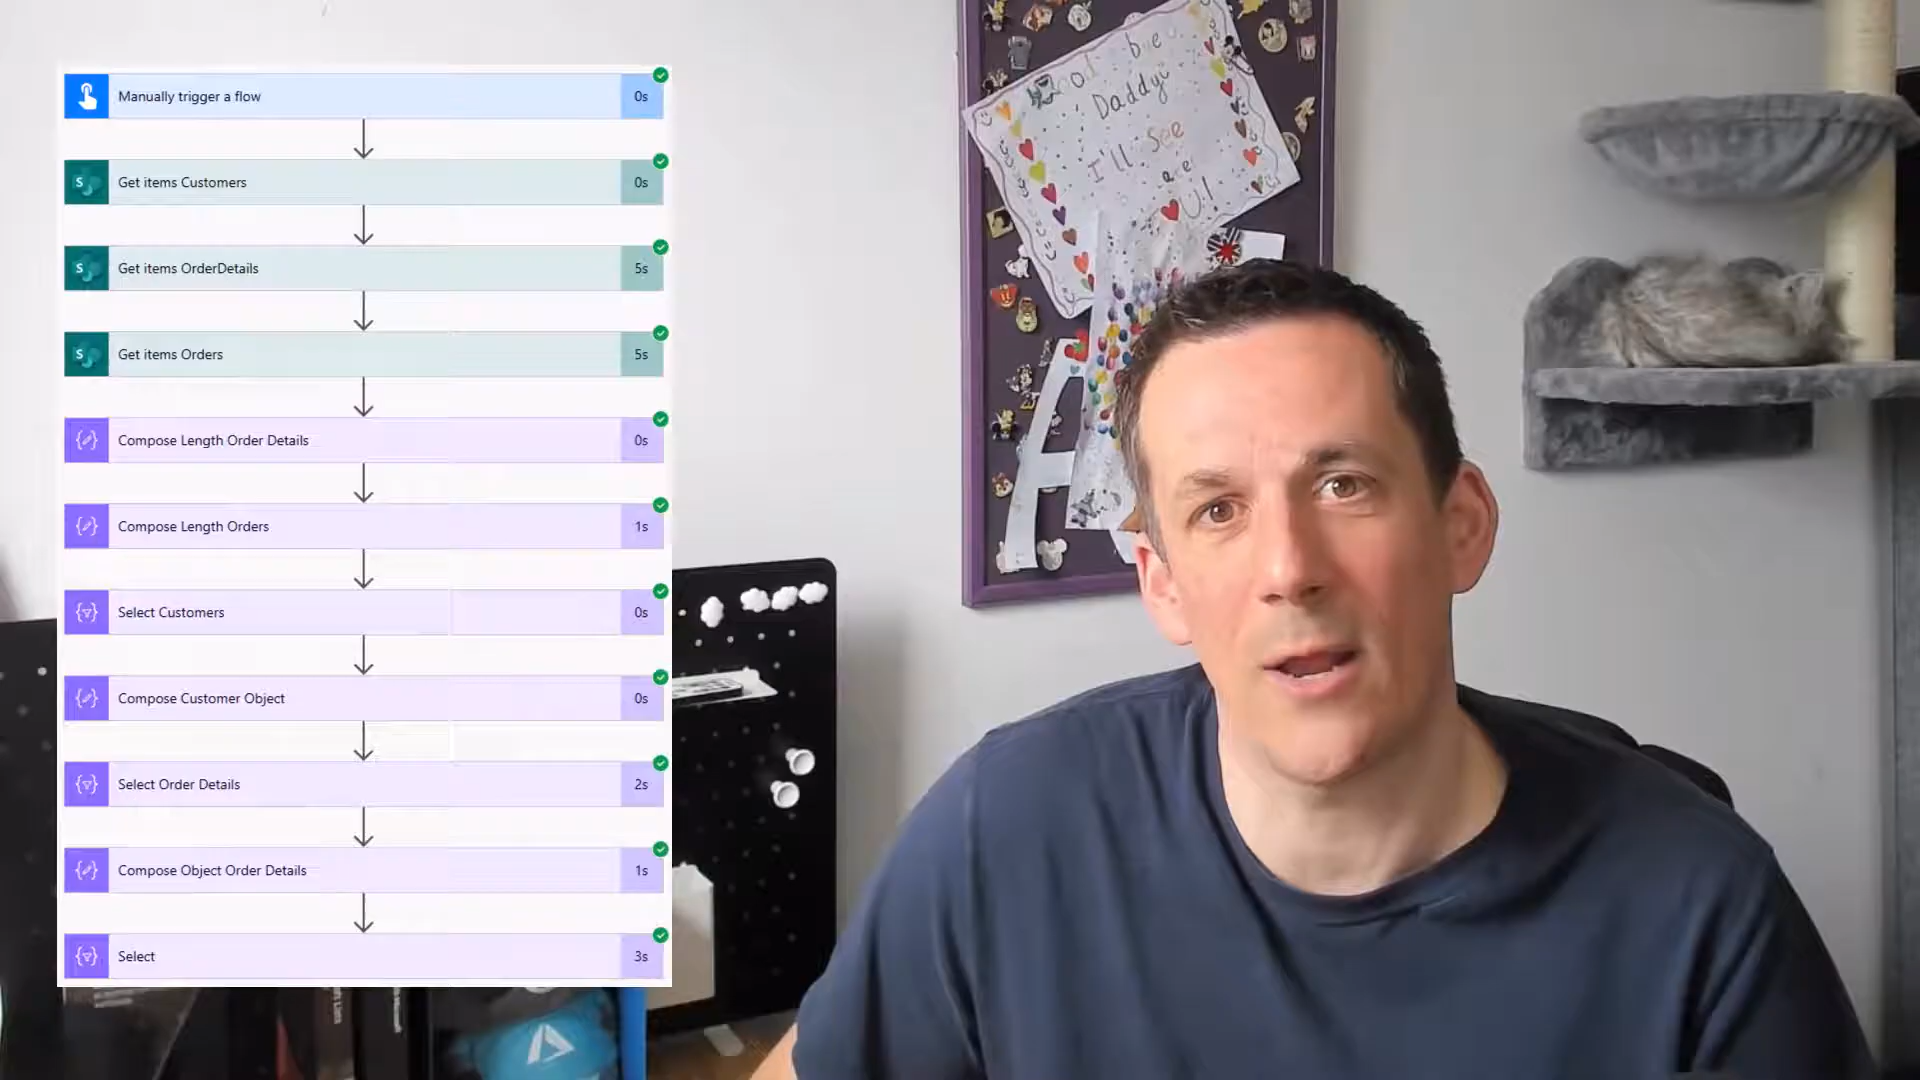 Manually trigger a flow
0s
Get items Customers
0s
Get items OrderDetails
5s
Get items Orders
5s
Compose Length Order Details
0s
Compose Length Orders
1s
Select Customers
0s
Compose Customer Object
0s
Select Order Details
2s
Compose Object Order Details
1s
Select
3s
Daddy
I'll see
U!
A